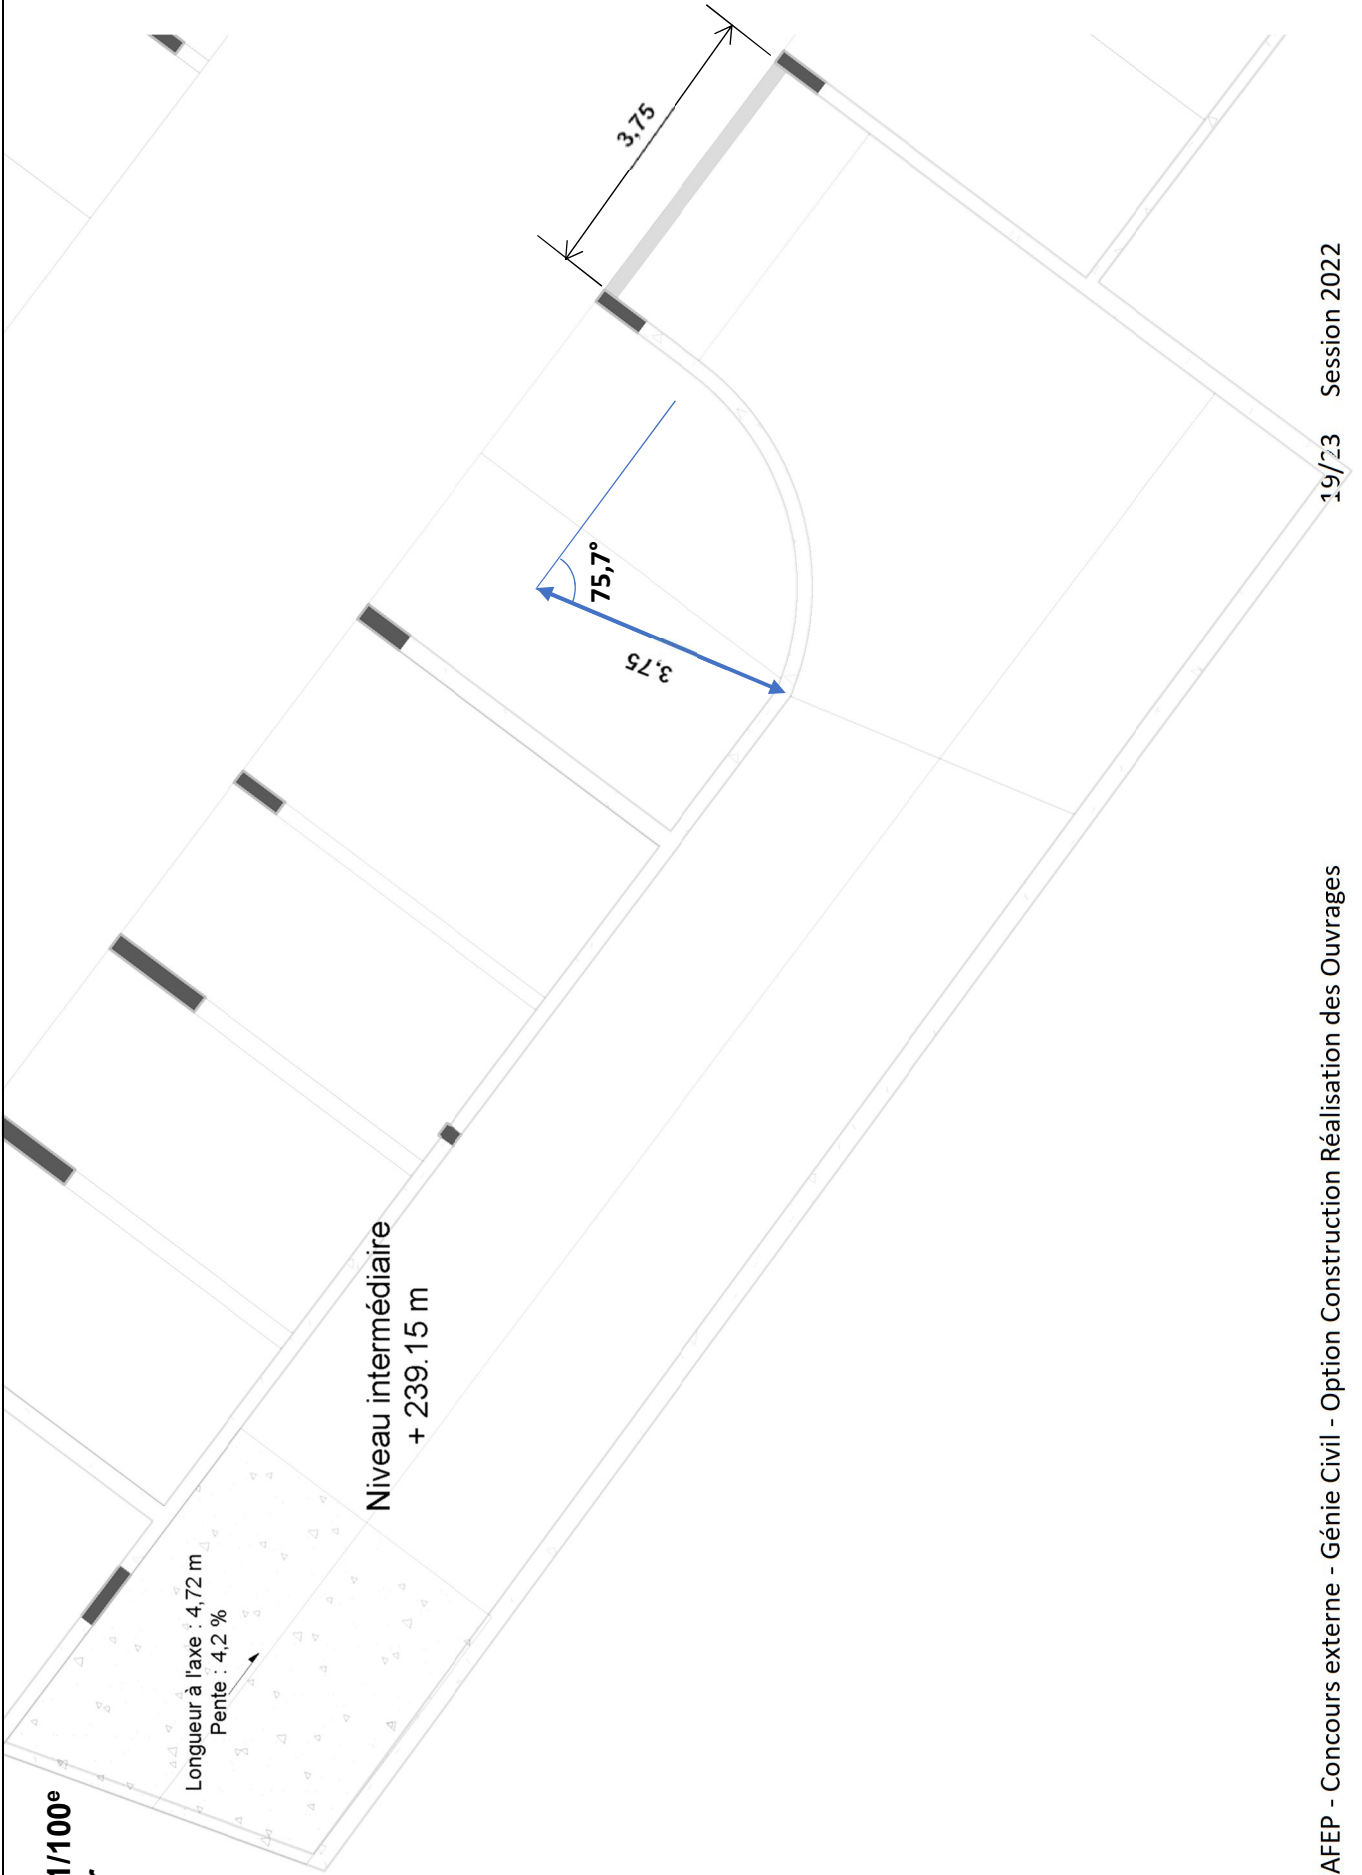 1/100ᵉ
3,75
75,7°
3,75
Niveau intermédiaire
+ 239.15 m
Longueur à l'axe : 4,72 m
Pente : 4,2 %
AFEP - Concours externe - Génie Civil - Option Construction Réalisation des Ouvrages
19/23
Session 2022